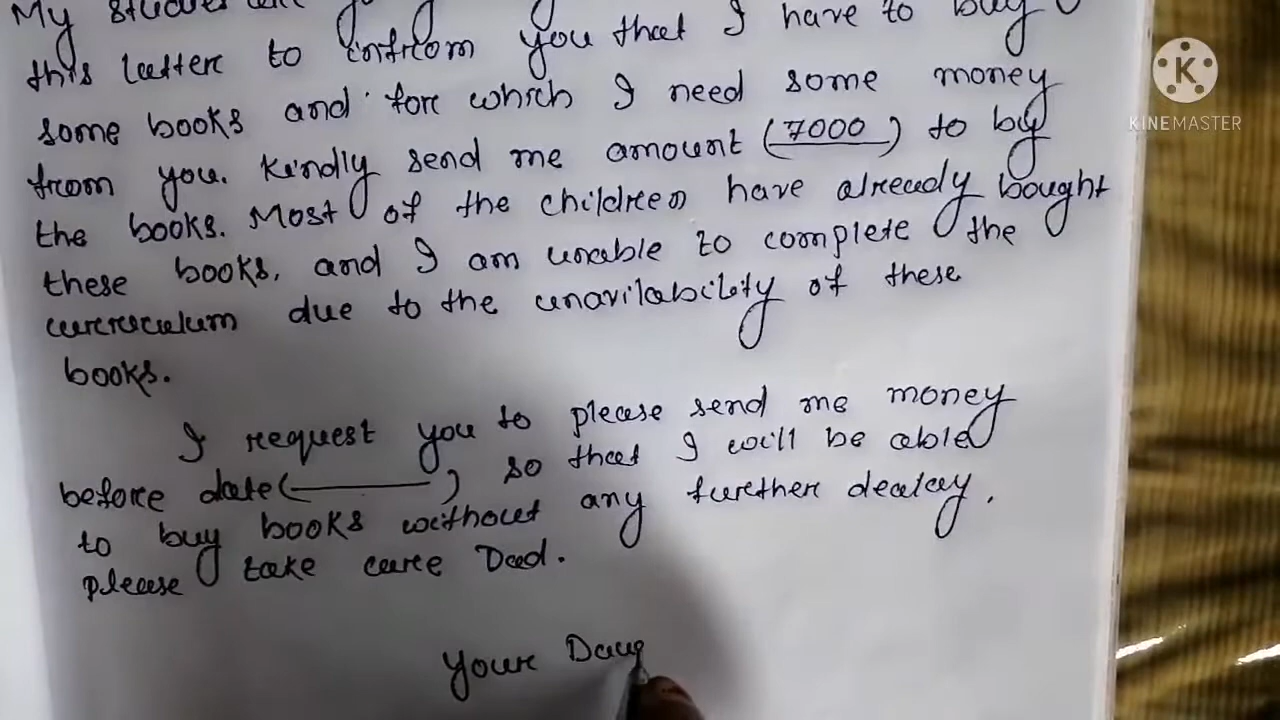 My
this letter to infrom you that I have to buy
some books and for which I need some money
from you. Kindly send me amount (7000) to by
the books. Most of the children have already bought
these books, and I am unable to complete the
curruculum due to the unavilability of these
books.
I request you to please send me money
before date(———) so that I will be able
to buy books without any further dealay.
please take care Dad.
Your Daug
KINEMASTER